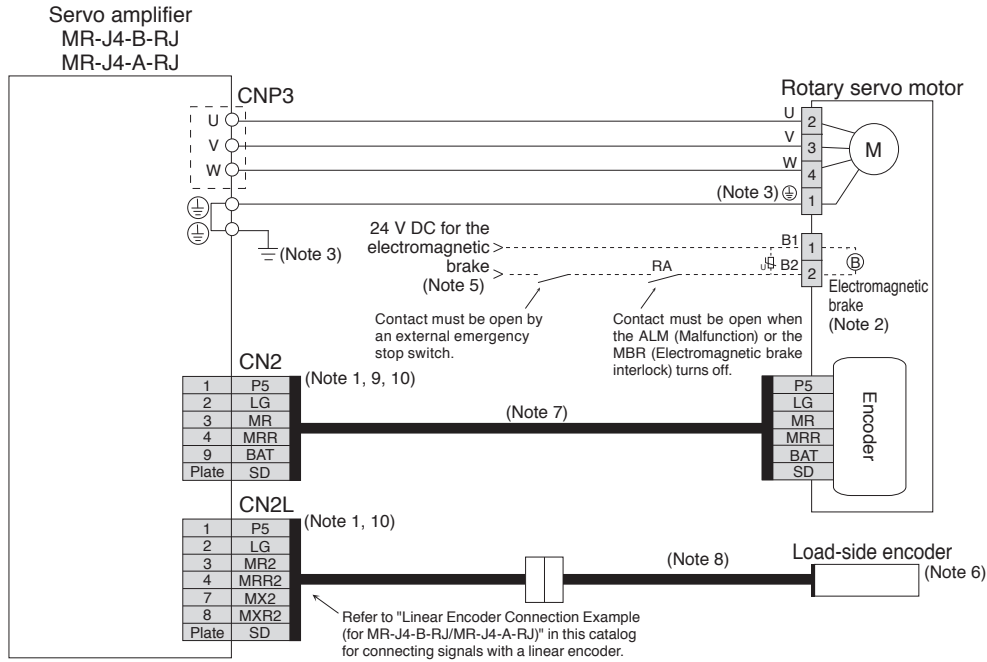 Servo amplifier
MR-J4-B-RJ
MR-J4-A-RJ
CNP3
Rotary servo motor
U
U
2
V
V
3
M
W
W
4
(Note 3)
1
(Note 3)
24 V DC for the
electromagnetic
brake
(Note 5)
B1
1
RA
U
B2
2
B
Electromagnetic
brake
(Note 2)
Contact must be open by
an external emergency
stop switch.
Contact must be open when
the ALM (Malfunction) or the
MBR (Electromagnetic brake
interlock) turns off.
CN2
(Note 1, 9, 10)
1 P5
2 LG
3 MR
4 MRR
9 BAT
Plate SD
(Note 7)
P5
LG
MR
MRR
BAT
SD
Encoder
CN2L
(Note 1, 10)
1 P5
2 LG
3 MR2
4 MRR2
7 MX2
8 MXR2
Plate SD
(Note 8)
Load-side encoder
(Note 6)
Refer to "Linear Encoder Connection Example
(for MR-J4-B-RJ/MR-J4-A-RJ)" in this catalog
for connecting signals with a linear encoder.